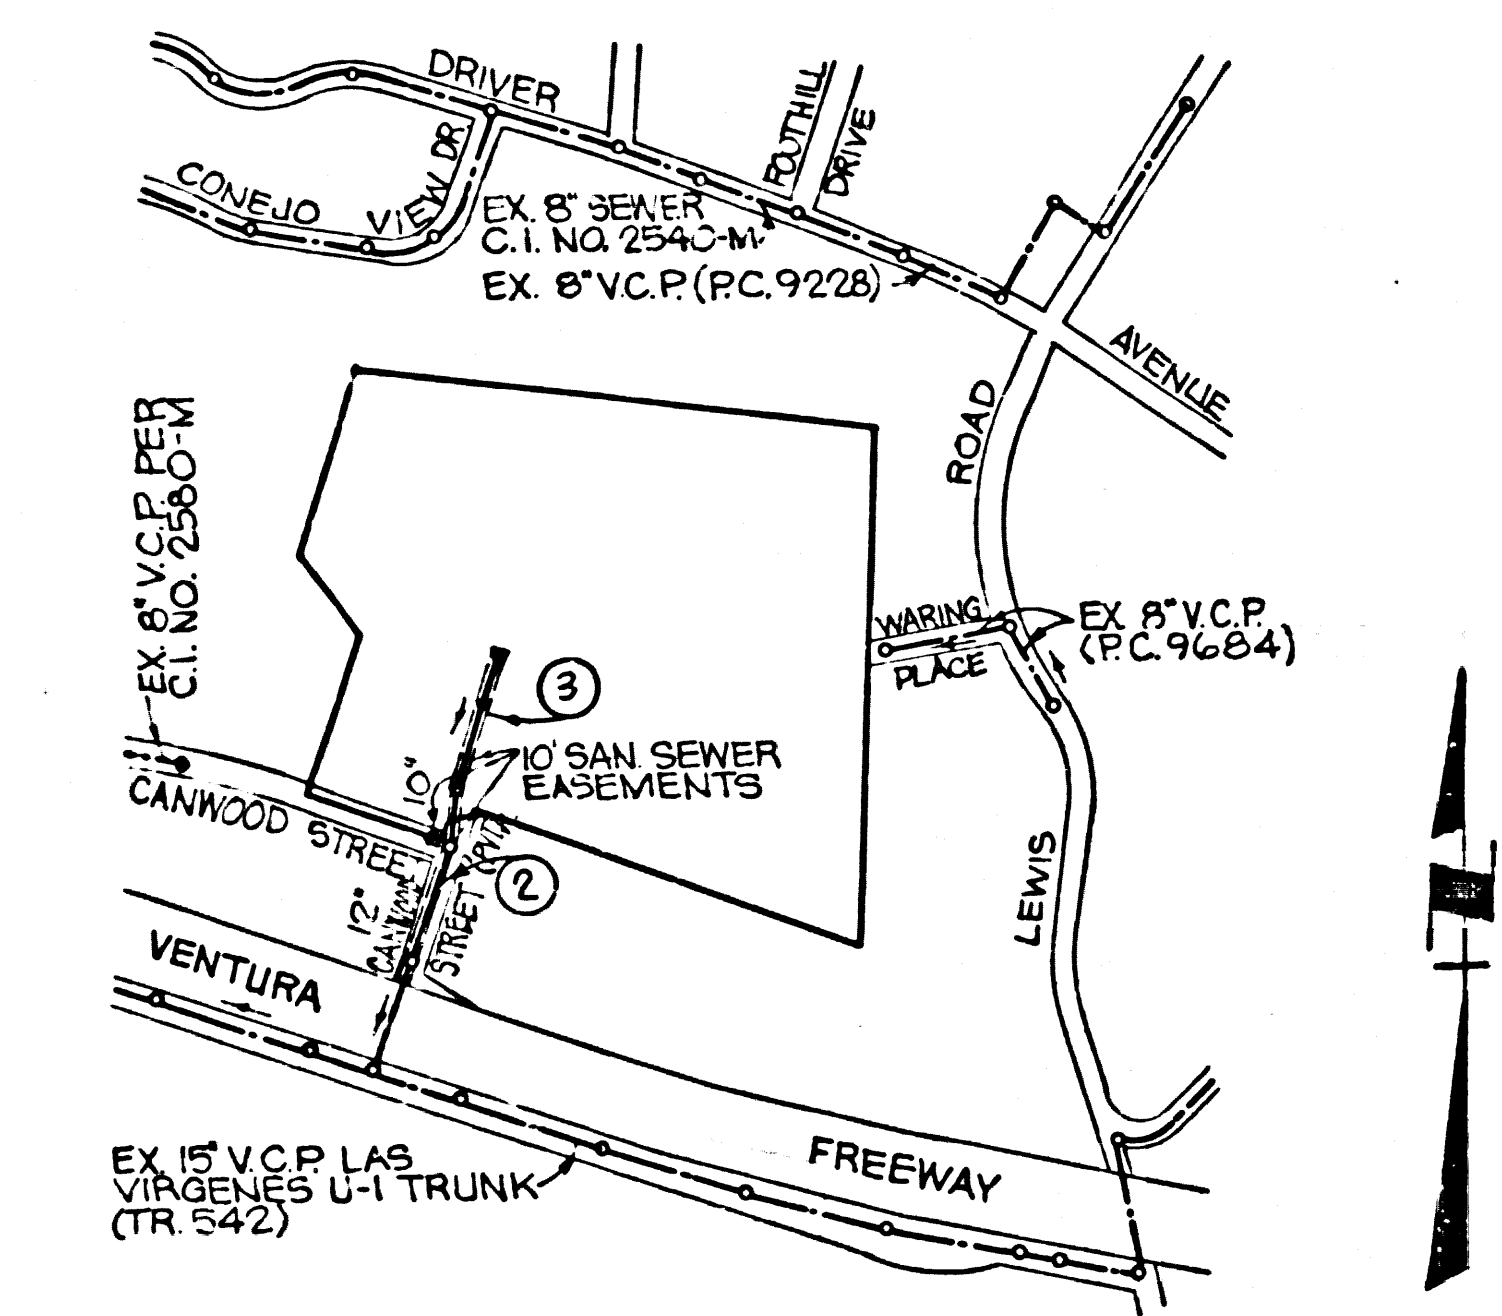 DRIVER
FOOTHILL
DRIVE
CONEJO VIEW DR.
EX. 8" SEWER
C.I. NO. 2540-M
EX. 8" V.C.P. (P.C. 9228)
AVENUE
ROAD
EX. 8" V.C.P. PER
C.I. NO. 2580-M
WARING
PLACE
EX 8" V.C.P.
(P.C. 9684)
3
10' SAN. SEWER
EASEMENTS
10"
CANWOOD STREET
2
12"
STREET
LEWIS
VENTURA
FREEWAY
EX. 15" V.C.P. LAS
VIRGENES U-1 TRUNK
(TR. 542)